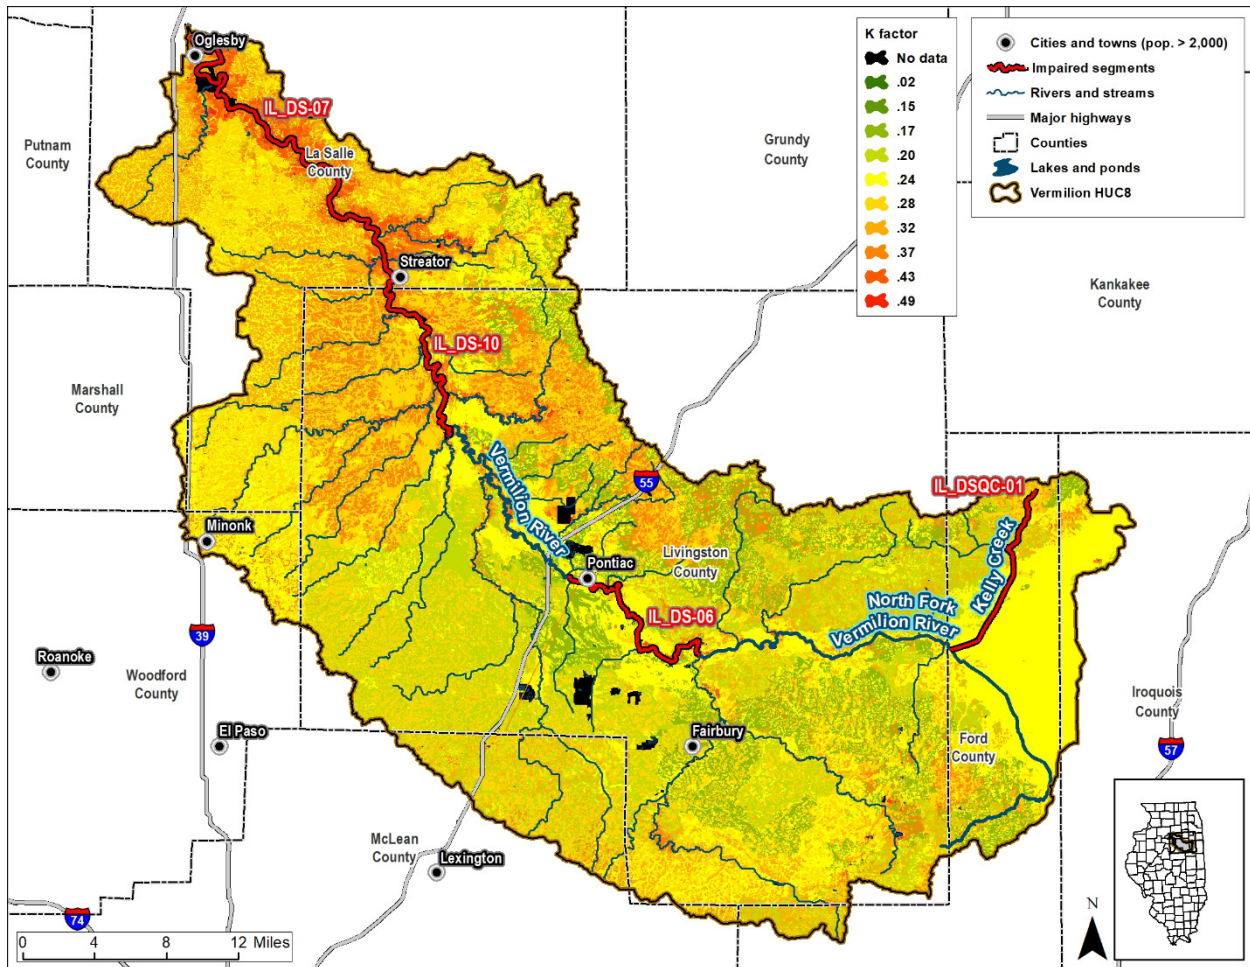 Oglesby
IL_DS-07
Putnam
County
La Salle
County
Grundy
County
K factor
No data
.02
.15
.17
.20
.24
.28
.32
.37
.43
.49
Cities and towns (pop. > 2,000)
Impaired segments
Rivers and streams
Major highways
Counties
Lakes and ponds
Vermilion HUC8
Streator
Kankakee
County
IL_DS-10
Marshall
County
Vermilion River
55
IL_DSQC-01
Minonk
Livingston
County
Pontiac
Kelly Creek
IL_DS-06
North Fork
Vermilion River
39
Roanoke
Woodford
County
Iroquois
County
El Paso
Fairbury
Ford
County
57
McLean
County
Lexington
74
0 4 8 12 Miles
N